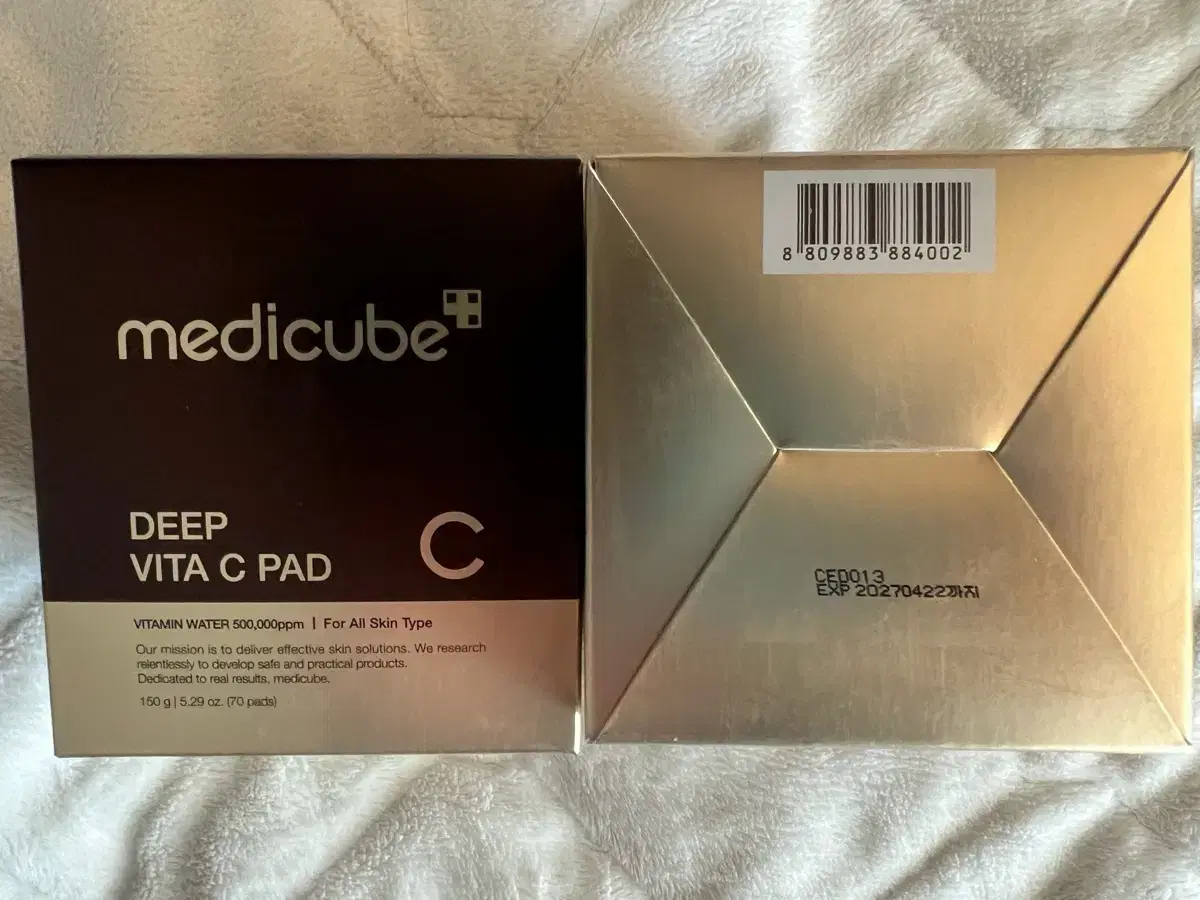 medicube
DEEP
VITA C PAD
C
VITAMIN WATER 500,000ppm | For All Skin Type
Our mission is to deliver effective skin solutions. We research
relentlessly to develop safe and practical products.
Dedicated to real results, medicube.
150 g | 5.29 oz. (70 pads)
8 809883 884002
CED013
EXP 20270422까지